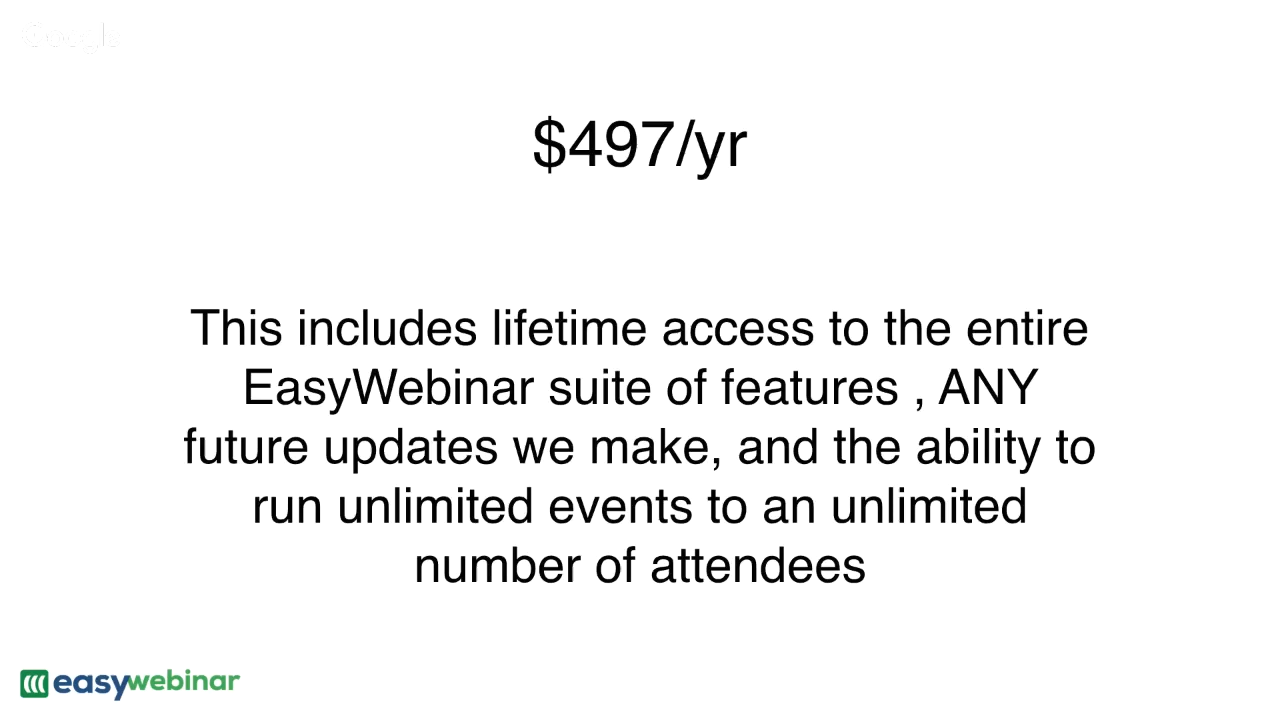 Google
$497/yr
This includes lifetime access to the entire
EasyWebinar suite of features , ANY
future updates we make, and the ability to
run unlimited events to an unlimited
number of attendees
easywebinar